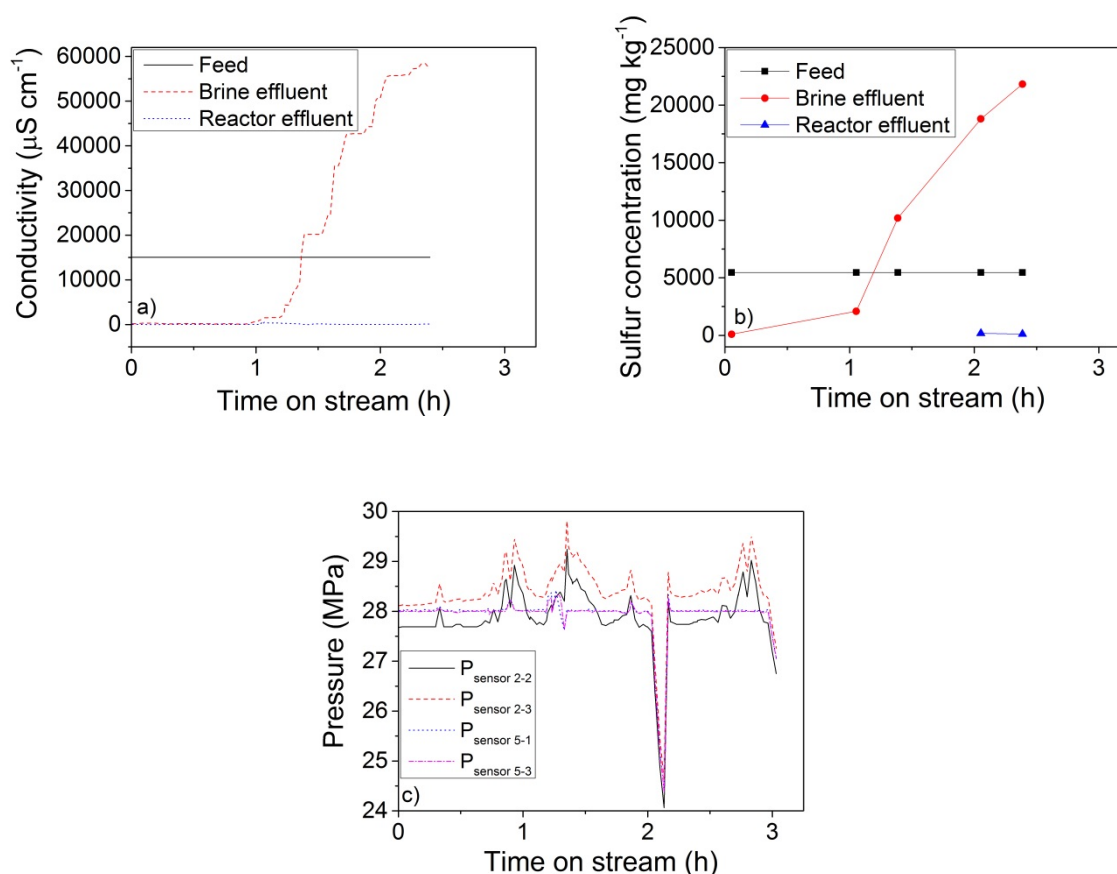 60000
50000
40000
30000
20000
10000
0
Conductivity (µS cm⁻¹)
Feed
Brine effluent
Reactor effluent
a)
0 1 2 3
Time on stream (h)
25000
20000
15000
10000
5000
0
Sulfur concentration (mg kg⁻¹)
Feed
Brine effluent
Reactor effluent
b)
0 1 2 3
Time on stream (h)
30
29
28
27
26
25
24
Pressure (MPa)
P sensor 2-2
P sensor 2-3
P sensor 5-1
P sensor 5-3
c)
0 1 2 3
Time on stream (h)